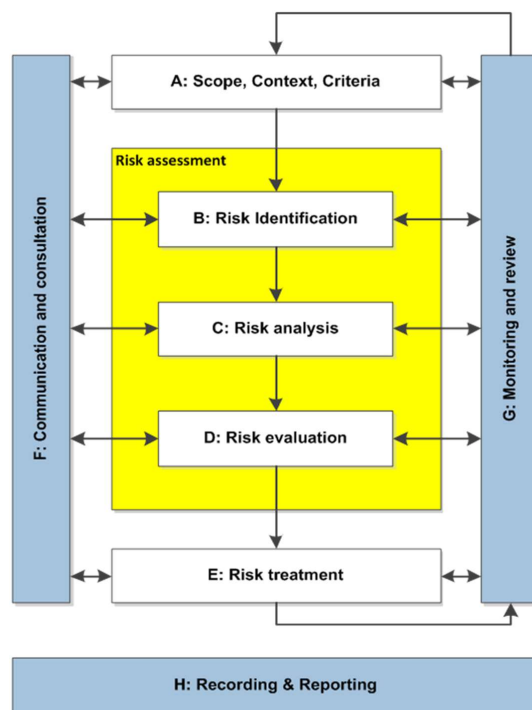 A: Scope, Context, Criteria
Risk assessment
B: Risk Identification
C: Risk analysis
D: Risk evaluation
E: Risk treatment
F: Communication and consultation
G: Monitoring and review
H: Recording & Reporting